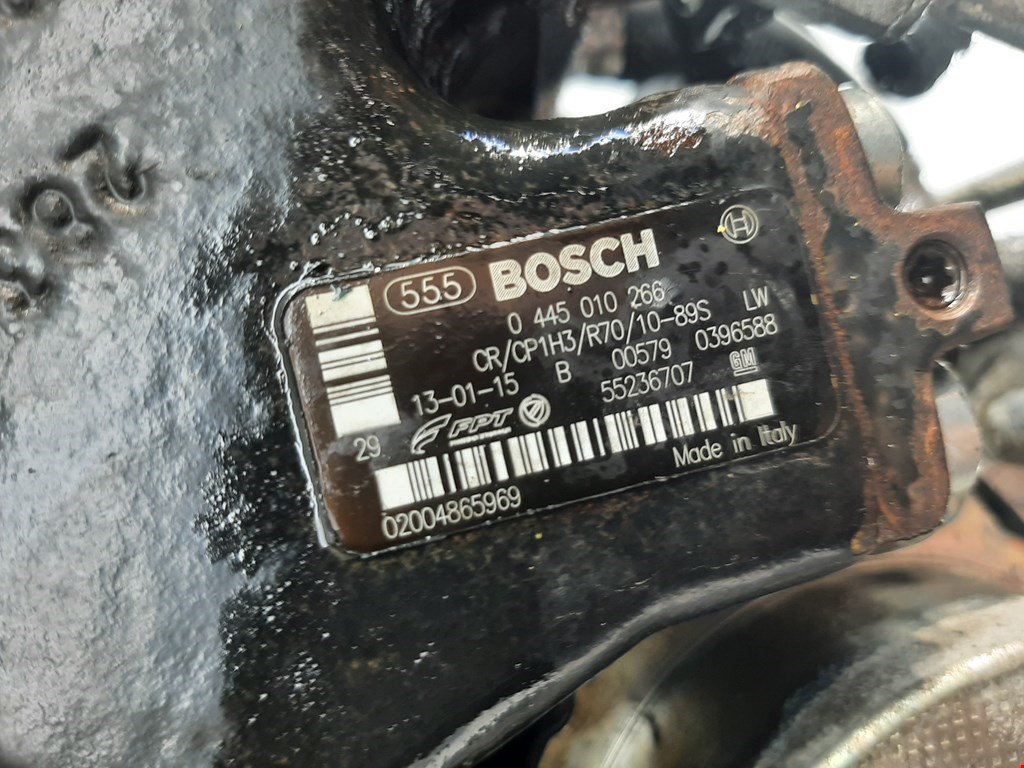 555 BOSCH
0 445 010 266
CR/CP1H3/R70/10-89S LW
13-01-15 B 00579 0396588
29 FPT 55236707 GM
02004865969 Made in Italy